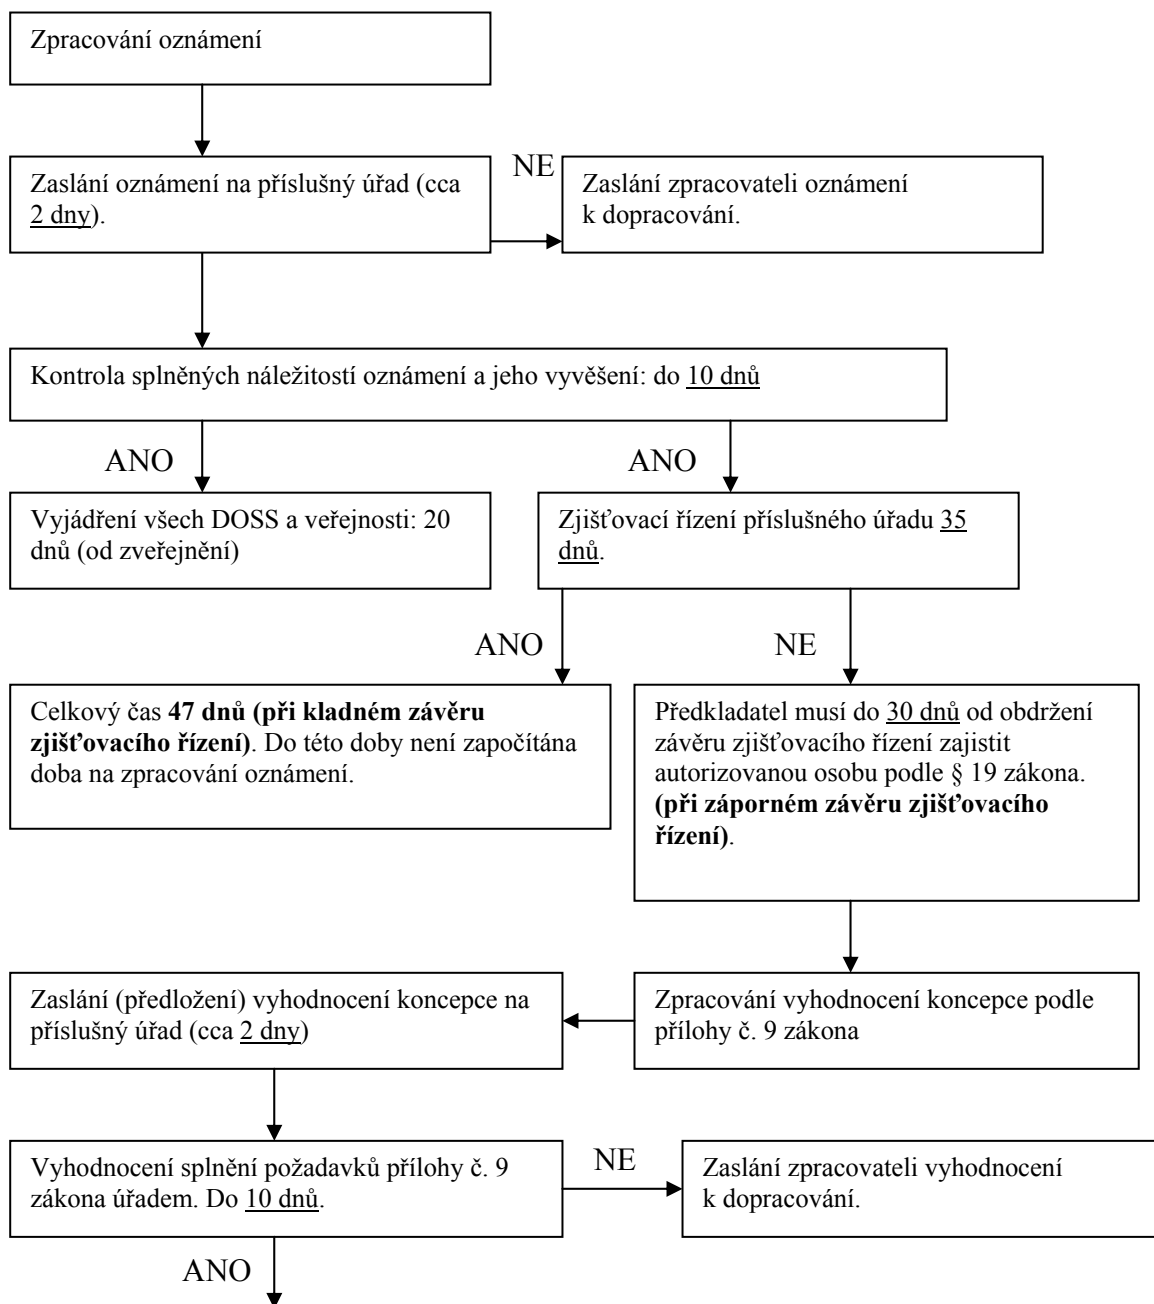 Zpracování oznámení
Zaslání oznámení na příslušný úřad (cca
2 dny).
NE
Zaslání zpracovateli oznámení
k dopracování.
Kontrola splněných náležitostí oznámení a jeho vyvěšení: do 10 dnů
ANO
ANO
Vyjádření všech DOSS a veřejnosti: 20
dnů (od zveřejnění)
Zjišťovací řízení příslušného úřadu 35
dnů.
ANO
NE
Celkový čas 47 dnů (při kladném závěru
zjišťovacího řízení). Do této doby není započítána
doba na zpracování oznámení.
Předkladatel musí do 30 dnů od obdržení
závěru zjišťovacího řízení zajistit
autorizovanou osobu podle § 19 zákona.
(při záporném závěru zjišťovacího
řízení).
Zaslání (předložení) vyhodnocení koncepce na
příslušný úřad (cca 2 dny)
Zpracování vyhodnocení koncepce podle
přílohy č. 9 zákona
Vyhodnocení splnění požadavků přílohy č. 9
zákona úřadem. Do 10 dnů.
NE
Zaslání zpracovateli vyhodnocení
k dopracování.
ANO